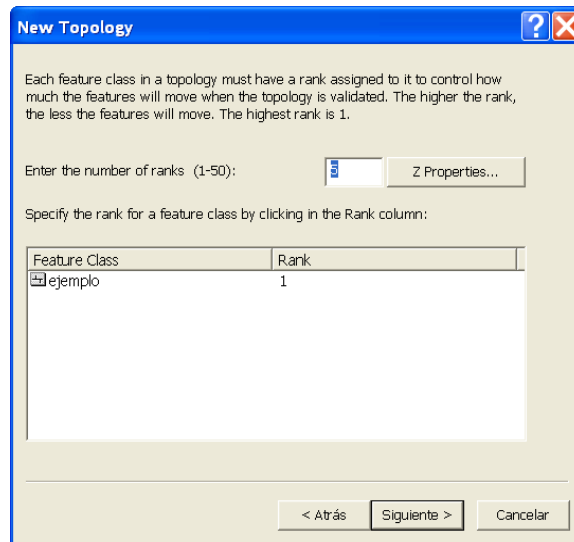 New Topology
Each feature class in a topology must have a rank assigned to it to control how
much the features will move when the topology is validated. The higher the rank,
the less the features will move. The highest rank is 1.
Enter the number of ranks (1-50): 5 Z Properties...
Specify the rank for a feature class by clicking in the Rank column:
Feature Class Rank
ejemplo 1
< Atrás Siguiente > Cancelar